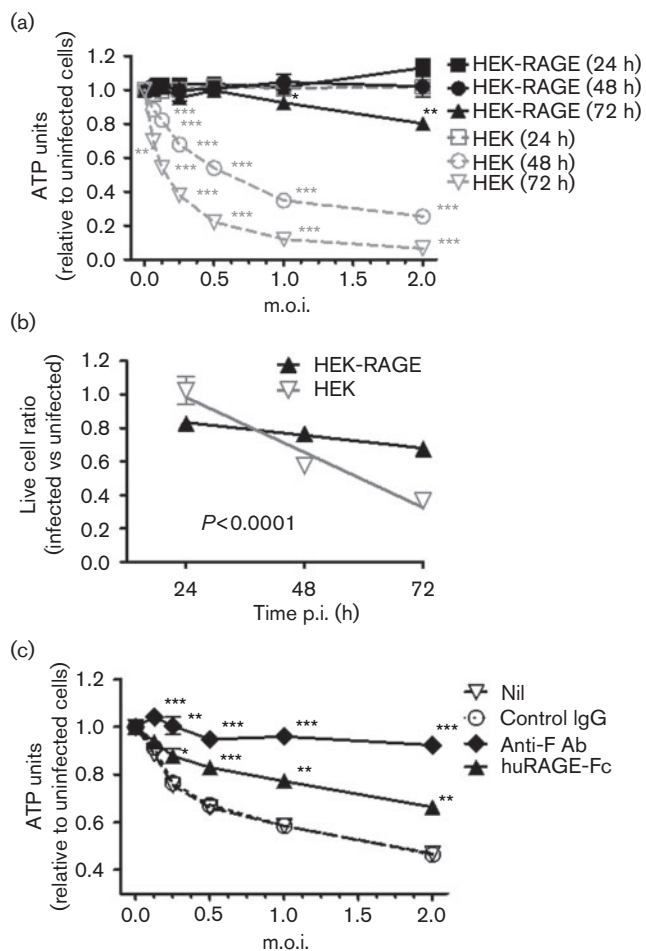 (a)
ATP units
(relative to uninfected cells)
1.2
1.0
0.8
0.6
0.4
0.2
0.0
0.0 0.5 1.0 1.5 2.0
m.o.i.
*
**
***
***
***
***
***
***
**
***
***
***
***
***
HEK-RAGE (24 h)
HEK-RAGE (48 h)
HEK-RAGE (72 h)
HEK (24 h)
HEK (48 h)
HEK (72 h)
(b)
Live cell ratio
(infected vs unifected)
1.2
1.0
0.8
0.6
0.4
0.2
0.0
HEK-RAGE
HEK
P<0.0001
24 48 72
Time p.i. (h)
(c)
ATP units
(relative to uninfected cells)
1.2
1.0
0.8
0.6
0.4
*** ** *** *** ***
* *** ** **
0.0 0.5 1.0 1.5 2.0
m.o.i.
Nil
Control IgG
Anti-F Ab
huRAGE-Fc